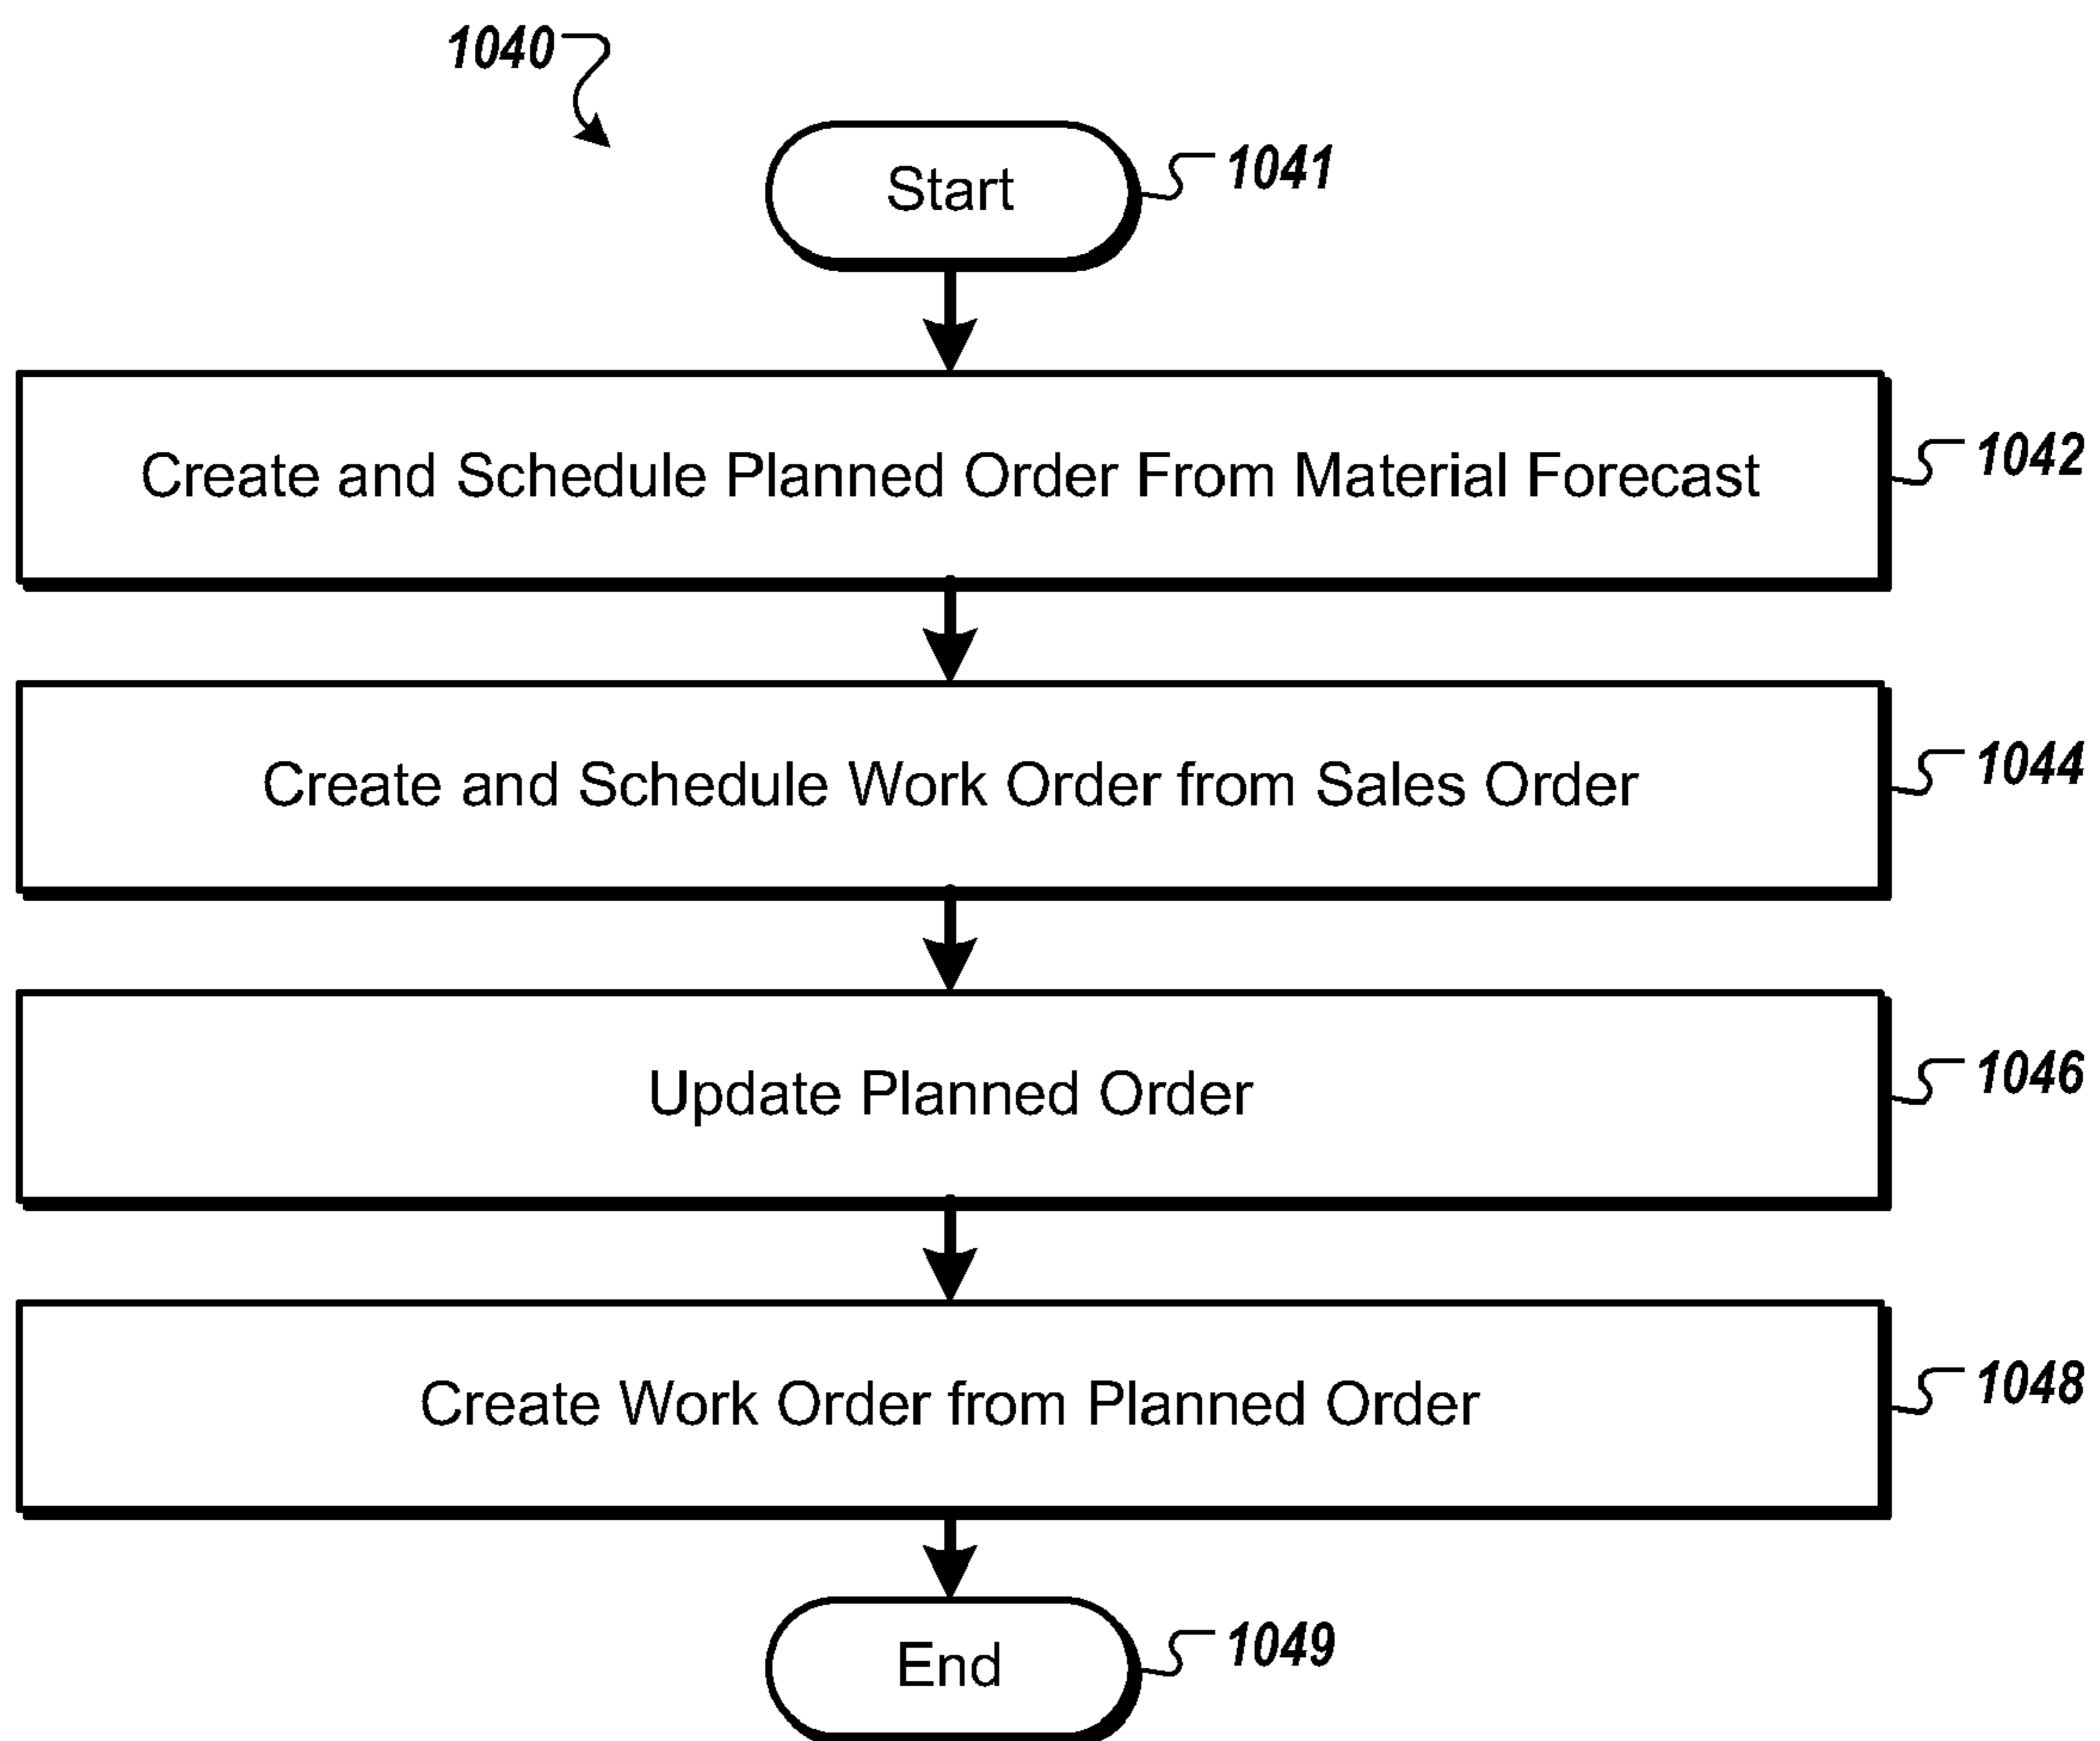 1040
Start
1041
Create and Schedule Planned Order From Material Forecast
1042
Create and Schedule Work Order from Sales Order
1044
Update Planned Order
1046
Create Work Order from Planned Order
1048
End
1049